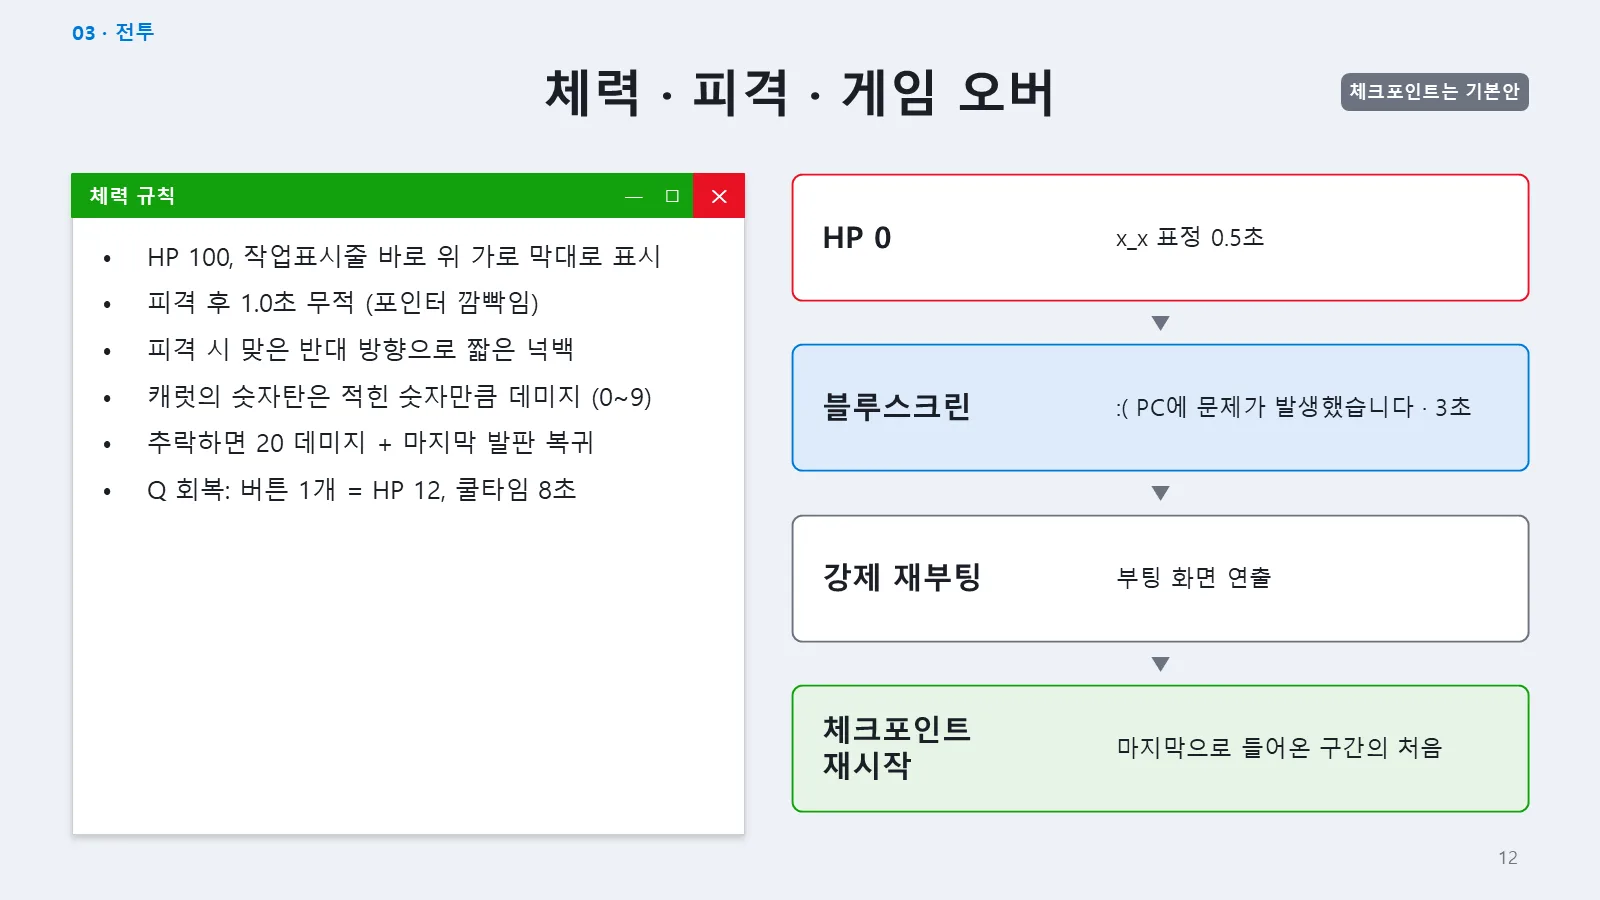 03 · 전투
체력 · 피격 · 게임 오버
체크포인트는 기본안
체력 규칙
• HP 100, 작업표시줄 바로 위 가로 막대로 표시
• 피격 후 1.0초 무적 (포인터 깜빡임)
• 피격 시 맞은 반대 방향으로 짧은 넉백
• 캐럿의 숫자탄은 적힌 숫자만큼 데미지 (0~9)
• 추락하면 20 데미지 + 마지막 발판 복귀
• Q 회복: 버튼 1개 = HP 12, 쿨타임 8초
HP 0
x_x 표정 0.5초
블루스크린
:( PC에 문제가 발생했습니다 · 3초
강제 재부팅
부팅 화면 연출
체크포인트
재시작
마지막으로 들어온 구간의 처음
12